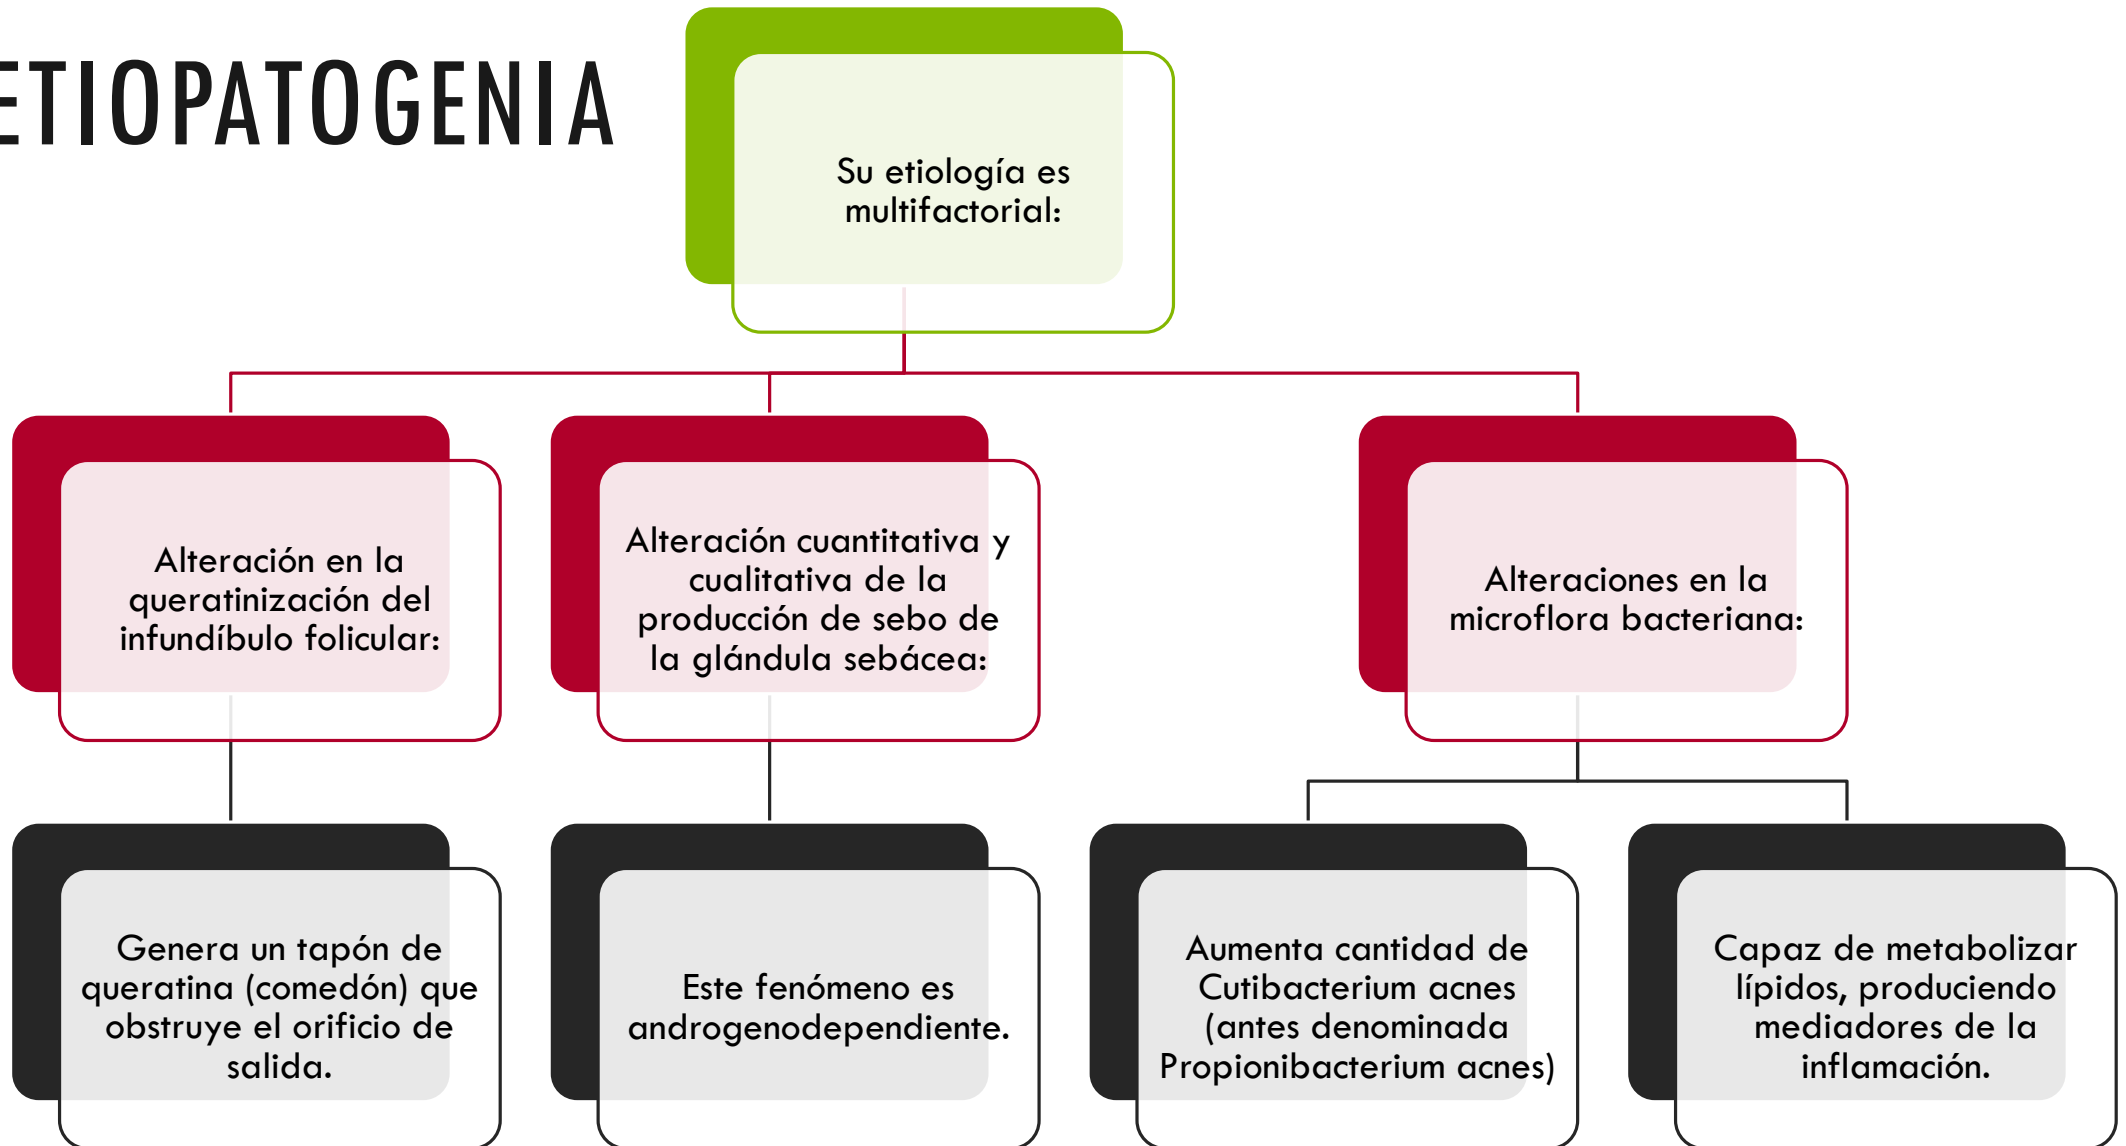 ETIOPATOGENIA
Su etiología es
multifactorial:
Alteración en la
queratinización del
infundíbulo folicular:
Alteración cuantitativa y
cualitativa de la
producción de sebo de
la glándula sebácea:
Alteraciones en la
microflora bacteriana:
Genera un tapón de
queratina (comedón) que
obstruye el orificio de
salida.
Este fenómeno es
androgenodependiente.
Aumenta cantidad de
Cutibacterium acnes
(antes denominada
Propionibacterium acnes)
Capaz de metabolizar
lípidos, produciendo
mediadores de la
inflamación.